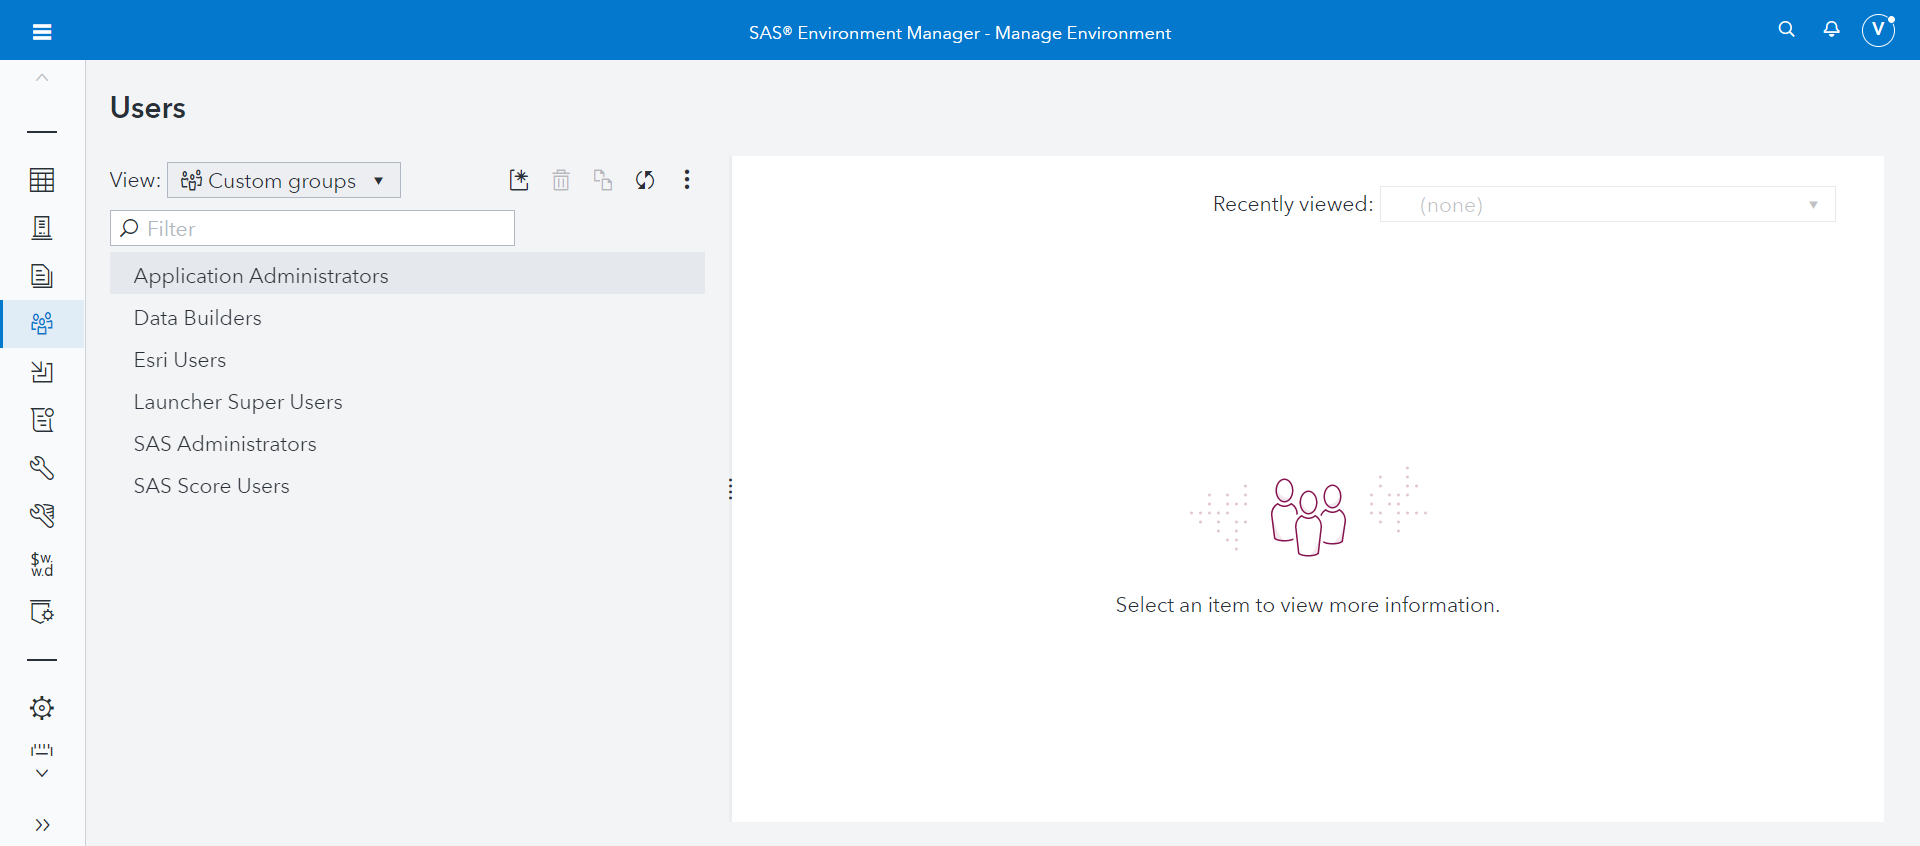 SAS® Environment Manager - Manage Environment
V
Users
View: Custom groups
Filter
Recently viewed: (none)
Application Administrators
Data Builders
Esri Users
Launcher Super Users
SAS Administrators
SAS Score Users
$w.
w.d
Select an item to view more information.